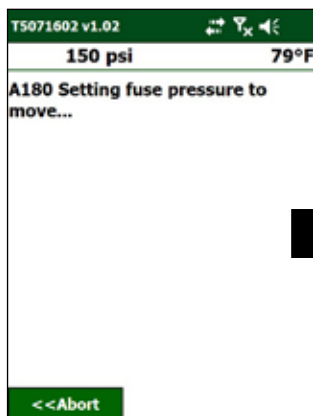 T5071602 v1.02
150 psi 79°F
A180 Setting fuse pressure to
move...
<<Abort